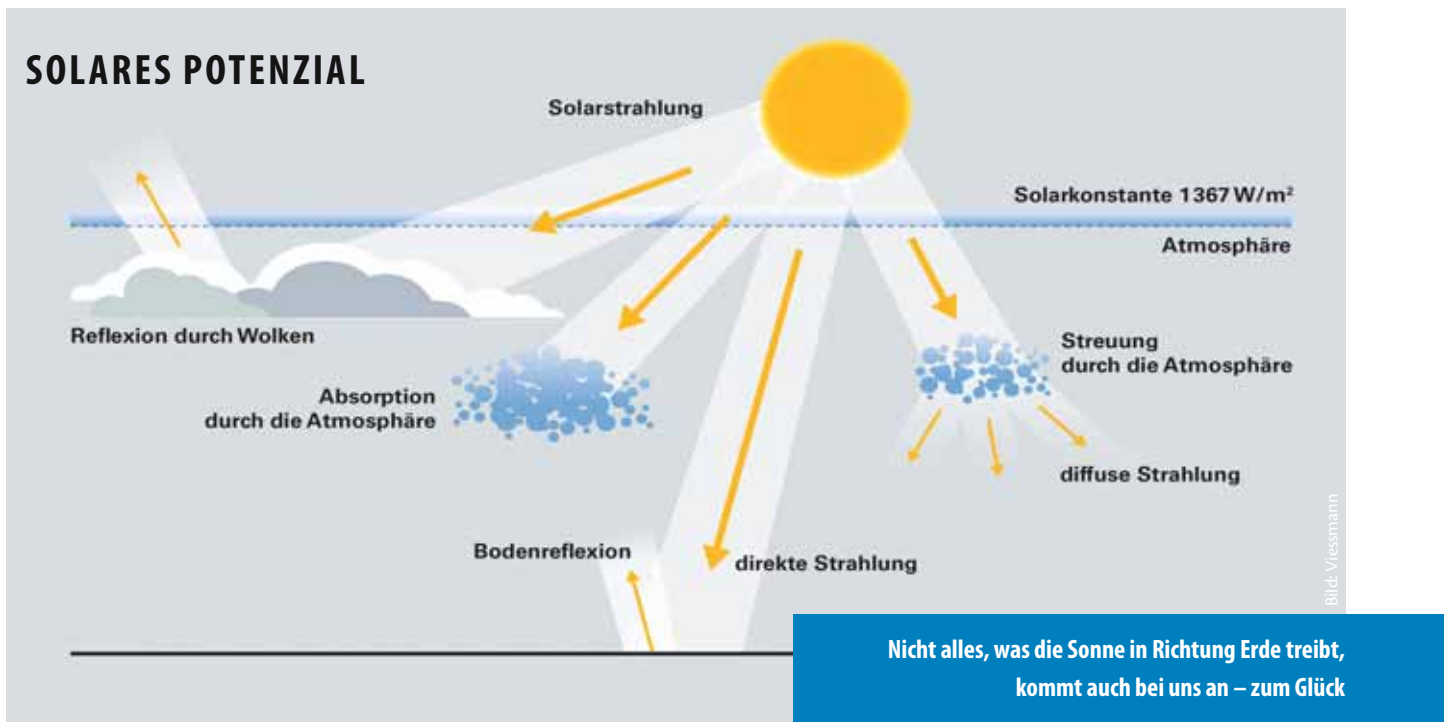 SOLARES POTENZIAL
Solarstrahlung
Solarkonstante 1367 W/m²
Atmosphäre
Reflexion durch Wolken
Streuung
durch die Atmosphäre
Absorption
durch die Atmosphäre
diffuse Strahlung
Bodenreflexion
direkte Strahlung
Bild: Viessmann
Nicht alles, was die Sonne in Richtung Erde treibt,
kommt auch bei uns an – zum Glück